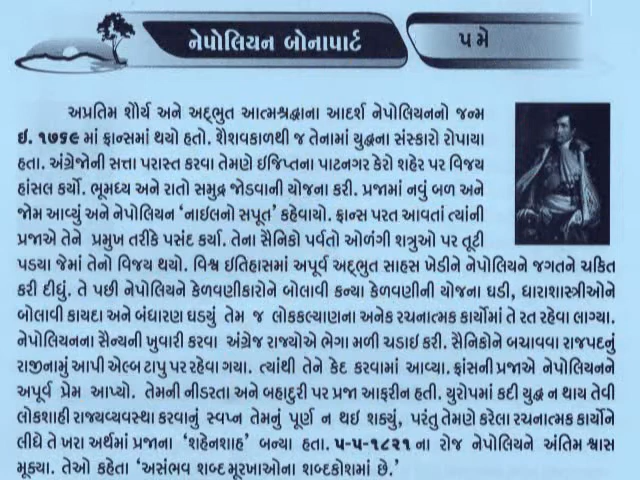 નેપોલિયન બોનાપાર્ટ
૫ મે
અપ્રતિમ શૌર્ય અને અદ્ભુત આત્મશ્રદ્ધાના આદર્શ નેપોલિયનનો જન્મ
ઇ. ૧૭૬૯ માં ફ્રાન્સમાં થયો હતો. શૈશવકાળથી જ તેનામાં યુદ્ધના સંસ્કારો રોપાયા
હતા. અંગ્રેજોની સત્તા પરાસ્ત કરવા તેમણે ઇજિપ્તના પાટનગર કેરો શહેર પર વિજય
હાંસલ કર્યો. ભૂમધ્ય અને રાતો સમુદ્ર જોડવાની યોજના કરી. પ્રજામાં નવું બળ અને
જોમ આવ્યું અને નેપોલિયન ‘નાઇલનો સપૂત’ કહેવાયો. ફ્રાન્સ પરત આવતાં ત્યાંની
પ્રજાએ તેને પ્રમુખ તરીકે પસંદ કર્યા. તેના સૈનિકો પર્વતો ઓળંગી શત્રુઓ પર તૂટી
પડયા જેમાં તેનો વિજય થયો. વિશ્વ ઇતિહાસમાં અપૂર્વ અદ્ભુત સાહસ ખેડીને નેપોલિયને જગતને ચકિત
કરી દીધું. તે પછી નેપોલિયને કેળવણીકારોને બોલાવી કન્યા કેળવણીની યોજના ઘડી, ધારાશાસ્ત્રીઓને
બોલાવી કાયદા અને બંધારણ ઘડયું તેમ જ લોકકલ્યાણના અનેક રચનાત્મક કાર્યોમાં તે રત રહેવા લાગ્યા.
નેપોલિયનના સૈન્યની ખુવારી કરવા અંગ્રેજ રાજ્યોએ ભેગા મળી ચડાઇ કરી. સૈનિકોને બચાવવા રાજપદનું
રાજીનામું આપી એલ્બ ટાપુ પર રહેવા ગયા. ત્યાંથી તેને કેદ કરવામાં આવ્યા. ફ્રાંસની પ્રજાએ નેપોલિયનને
અપૂર્વ પ્રેમ આપ્યો. તેમની નીડરતા અને બહાદુરી પર પ્રજા આફરીન હતી. યુરોપમાં કદી યુદ્ધ ન થાય તેવી
લોકશાહી રાજ્યવ્યવસ્થા કરવાનું સ્વપ્ન તેમનું પૂર્ણ ન થઇ શક્યું, પરંતુ તેમણે કરેલા રચનાત્મક કાર્યોને
લીધે તે ખરા અર્થમાં પ્રજાના ‘શહેનશાહ’ બન્યા હતા. ૫-૫-૧૮૨૧ ના રોજ નેપોલિયને અંતિમ શ્વાસ
મૂક્યા. તેઓ કહેતા ‘અસંભવ શબ્દ મૂરખાઓના શબ્દકોશમાં છે.’